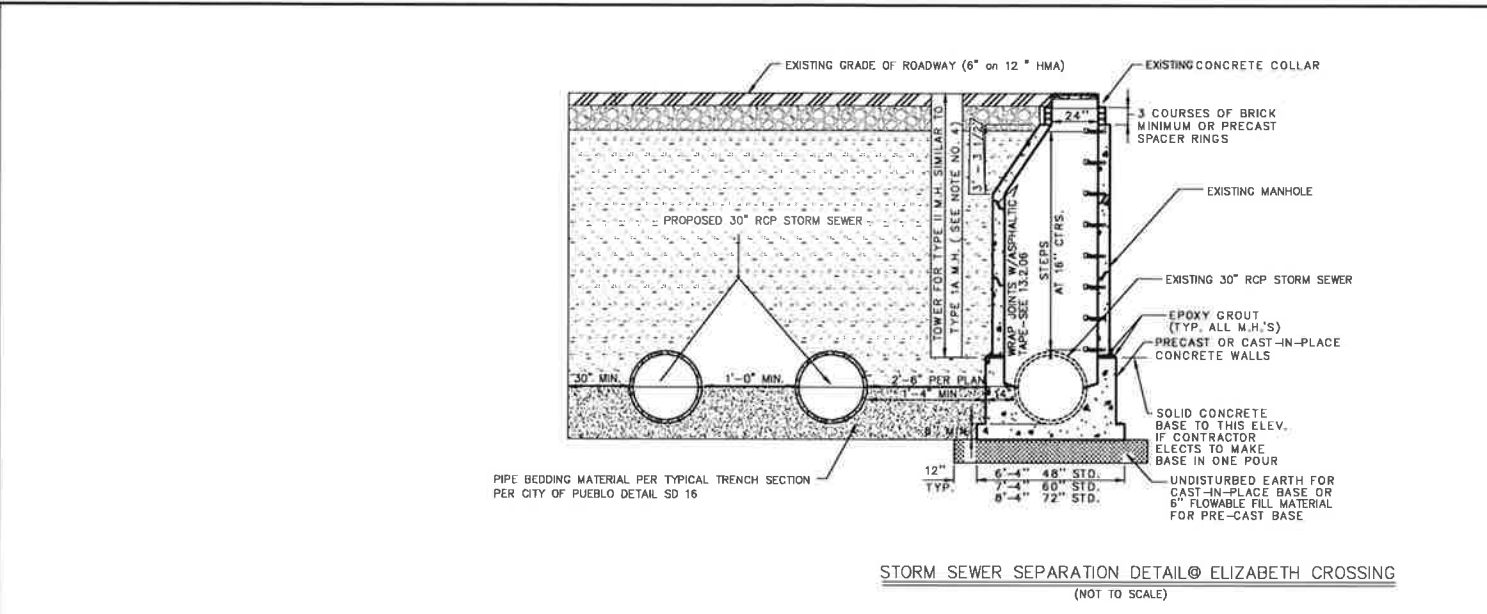 EXISTING GRADE OF ROADWAY (6" on 12 " HMA)
EXISTING CONCRETE COLLAR
24"
3 COURSES OF BRICK
MINIMUM OR PRECAST
SPACER RINGS
TOWER FOR TYPE II M.H. SIMILAR TO
TYPE 1A M.H. ( SEE NOTE NO. 4)
3' - 3 1/2"
WRAP JOINTS W/ASPHALTIC
TAPE-SEE 13.2.06
STEPS
AT 16" CTRS.
EXISTING MANHOLE
PROPOSED 30" RCP STORM SEWER
EXISTING 30" RCP STORM SEWER
EPOXY GROUT
(TYP. ALL M.H.'S)
PRECAST OR CAST-IN-PLACE
CONCRETE WALLS
30" MIN.
1'-0" MIN.
2'-6" PER PLAN
1'-4" MIN
14"
8" MIN.
SOLID CONCRETE
BASE TO THIS ELEV.
IF CONTRACTOR
ELECTS TO MAKE
BASE IN ONE POUR
PIPE BEDDING MATERIAL PER TYPICAL TRENCH SECTION
PER CITY OF PUEBLO DETAIL SD 16
12"
TYP.
6'-4" 48" STD.
7'-4" 60" STD.
8'-4" 72" STD.
UNDISTURBED EARTH FOR
CAST-IN-PLACE BASE OR
6" FLOWABLE FILL MATERIAL
FOR PRE-CAST BASE
STORM SEWER SEPARATION DETAIL@ ELIZABETH CROSSING
(NOT TO SCALE)